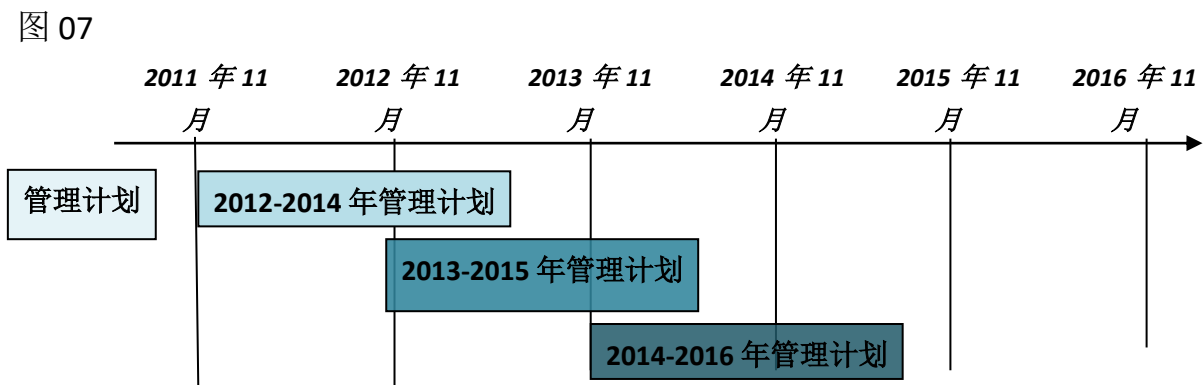 图 07
2011 年 11 月
2012 年 11 月
2013 年 11 月
2014 年 11 月
2015 年 11 月
2016 年 11 月
管理计划
2012-2014 年管理计划
2013-2015 年管理计划
2014-2016 年管理计划